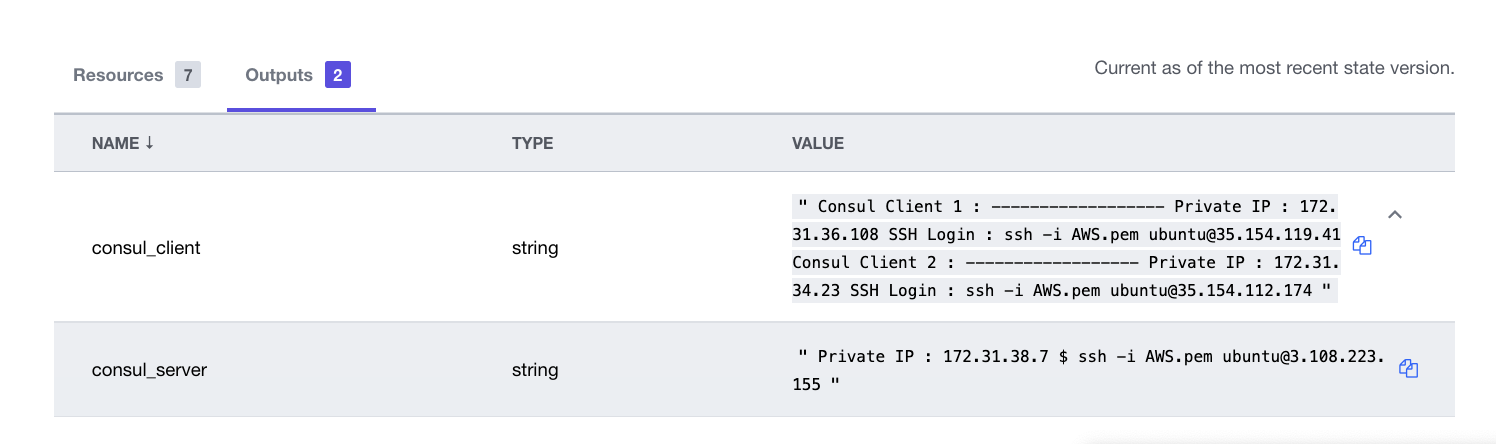 Resources 7 Outputs 2 Current as of the most recent state version.
NAME ↓ TYPE VALUE
consul_client string
" Consul Client 1 : ------------------ Private IP : 172.
31.36.108 SSH Login : ssh -i AWS.pem ubuntu@35.154.119.41
Consul Client 2 : ------------------ Private IP : 172.31.
34.23 SSH Login : ssh -i AWS.pem ubuntu@35.154.112.174 "
consul_server string
" Private IP : 172.31.38.7 $ ssh -i AWS.pem ubuntu@3.108.223.
155 "